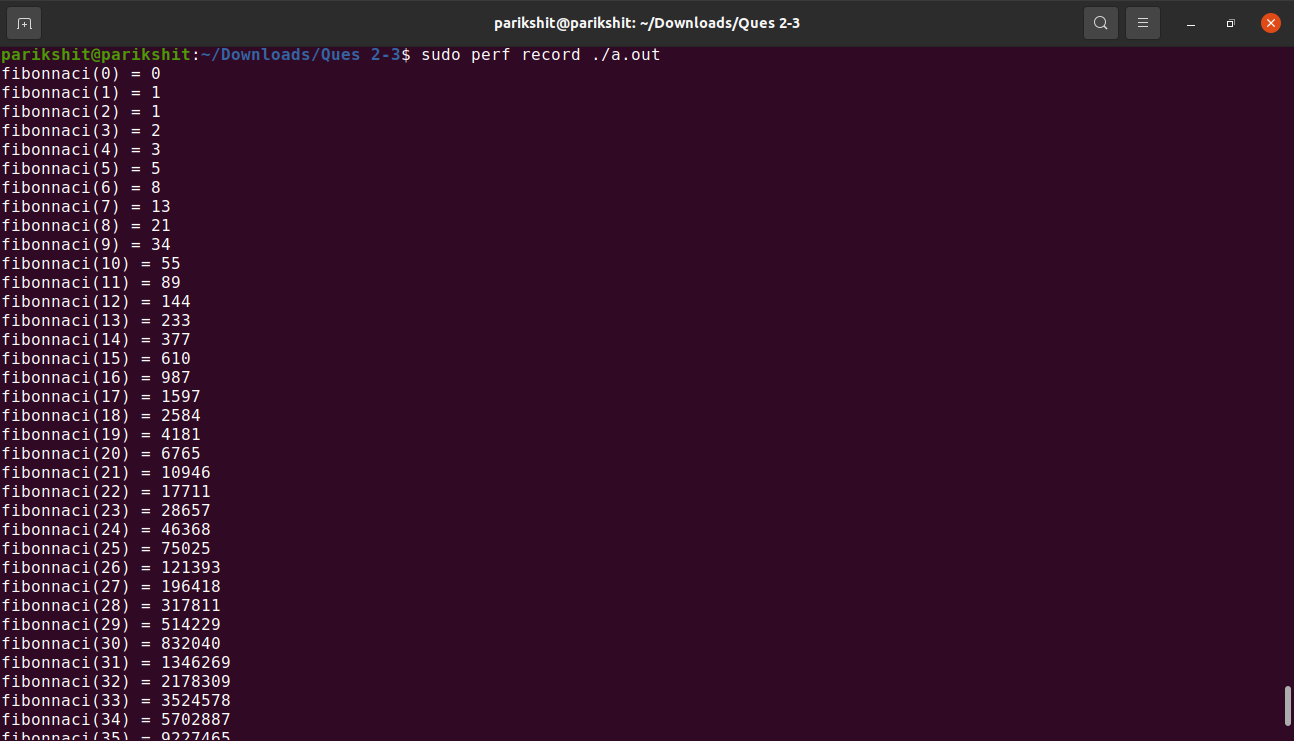 parikshit@parikshit: ~/Downloads/Ques 2-3
parikshit@parikshit:~/Downloads/Ques 2-3$ sudo perf record ./a.out
fibonnaci(0) = 0
fibonnaci(1) = 1
fibonnaci(2) = 1
fibonnaci(3) = 2
fibonnaci(4) = 3
fibonnaci(5) = 5
fibonnaci(6) = 8
fibonnaci(7) = 13
fibonnaci(8) = 21
fibonnaci(9) = 34
fibonnaci(10) = 55
fibonnaci(11) = 89
fibonnaci(12) = 144
fibonnaci(13) = 233
fibonnaci(14) = 377
fibonnaci(15) = 610
fibonnaci(16) = 987
fibonnaci(17) = 1597
fibonnaci(18) = 2584
fibonnaci(19) = 4181
fibonnaci(20) = 6765
fibonnaci(21) = 10946
fibonnaci(22) = 17711
fibonnaci(23) = 28657
fibonnaci(24) = 46368
fibonnaci(25) = 75025
fibonnaci(26) = 121393
fibonnaci(27) = 196418
fibonnaci(28) = 317811
fibonnaci(29) = 514229
fibonnaci(30) = 832040
fibonnaci(31) = 1346269
fibonnaci(32) = 2178309
fibonnaci(33) = 3524578
fibonnaci(34) = 5702887
fibonnaci(35) = 9227465